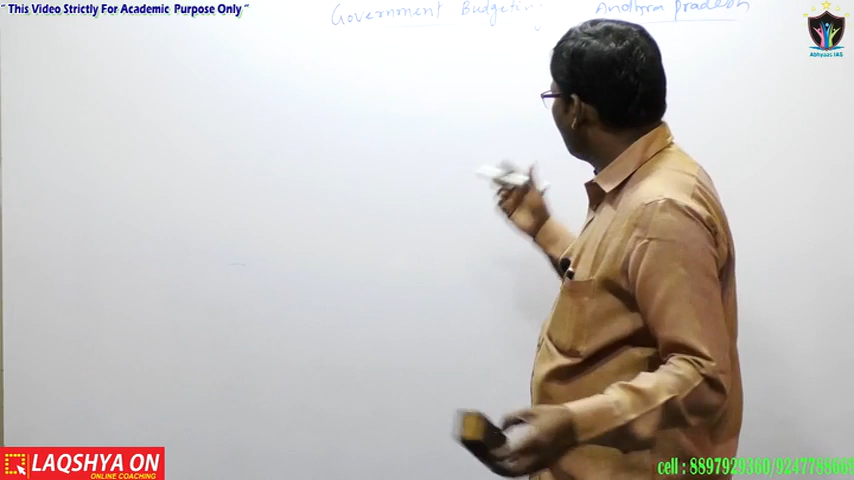 " This Video Strictly For Academic Purpose Only "
Government Budgeting: Andhra Pradesh
Abhyaas IAS
LAQSHYA ON
ONLINE COACHING
cell : 8897929360/